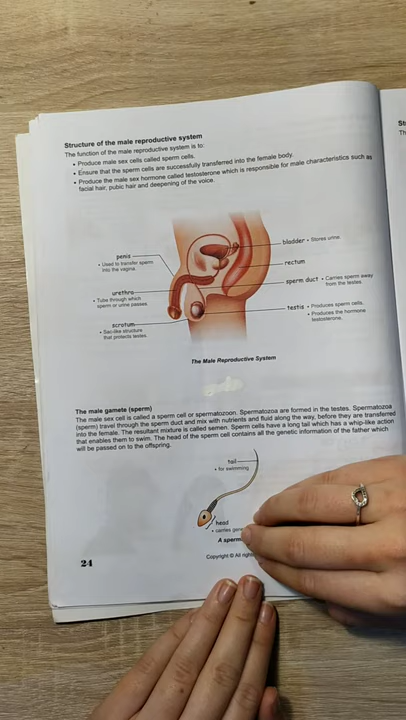 Structure of the male reproductive system
The function of the male reproductive system is to:
• Produce male sex cells called sperm cells.
• Ensure that the sperm cells are successfully transferred into the female body.
• Produce the male sex hormone called testosterone which is responsible for male characteristics such as
facial hair, pubic hair and deepening of the voice.
penis
• Used to transfer sperm
into the vagina.
urethra
• Tube through which
sperm or urine passes.
scrotum
• Sac-like structure
that protects testes.
bladder • Stores urine.
rectum
sperm duct • Carries sperm away
from the testes.
testis • Produces sperm cells.
• Produces the hormone
testosterone.
The Male Reproductive System
The male gamete (sperm)
The male sex cell is called a sperm cell or spermatozoon. Spermatozoa are formed in the testes. Spermatozoa
(sperm) travel through the sperm duct and mix with nutrients and fluid along the way, before they are transferred
into the female. The resultant mixture is called semen. Sperm cells have a long tail which has a whip-like action
that enables them to swim. The head of the sperm cell contains all the genetic information of the father which
will be passed on to the offspring.
tail
• for swimming
head
• carries
A sperm
Copyright © All
24